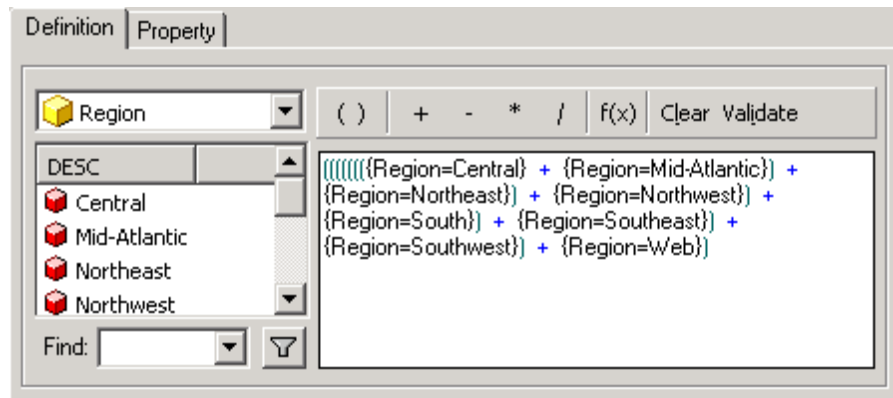 Definition Property
Region
( ) + - * / f(x) Clear Validate
DESC
Central
Mid-Atlantic
Northeast
Northwest
Find:
(((((((({Region=Central} + {Region=Mid-Atlantic}) +
{Region=Northeast}) + {Region=Northwest}) +
{Region=South}) + {Region=Southeast}) +
{Region=Southwest}) + {Region=Web})